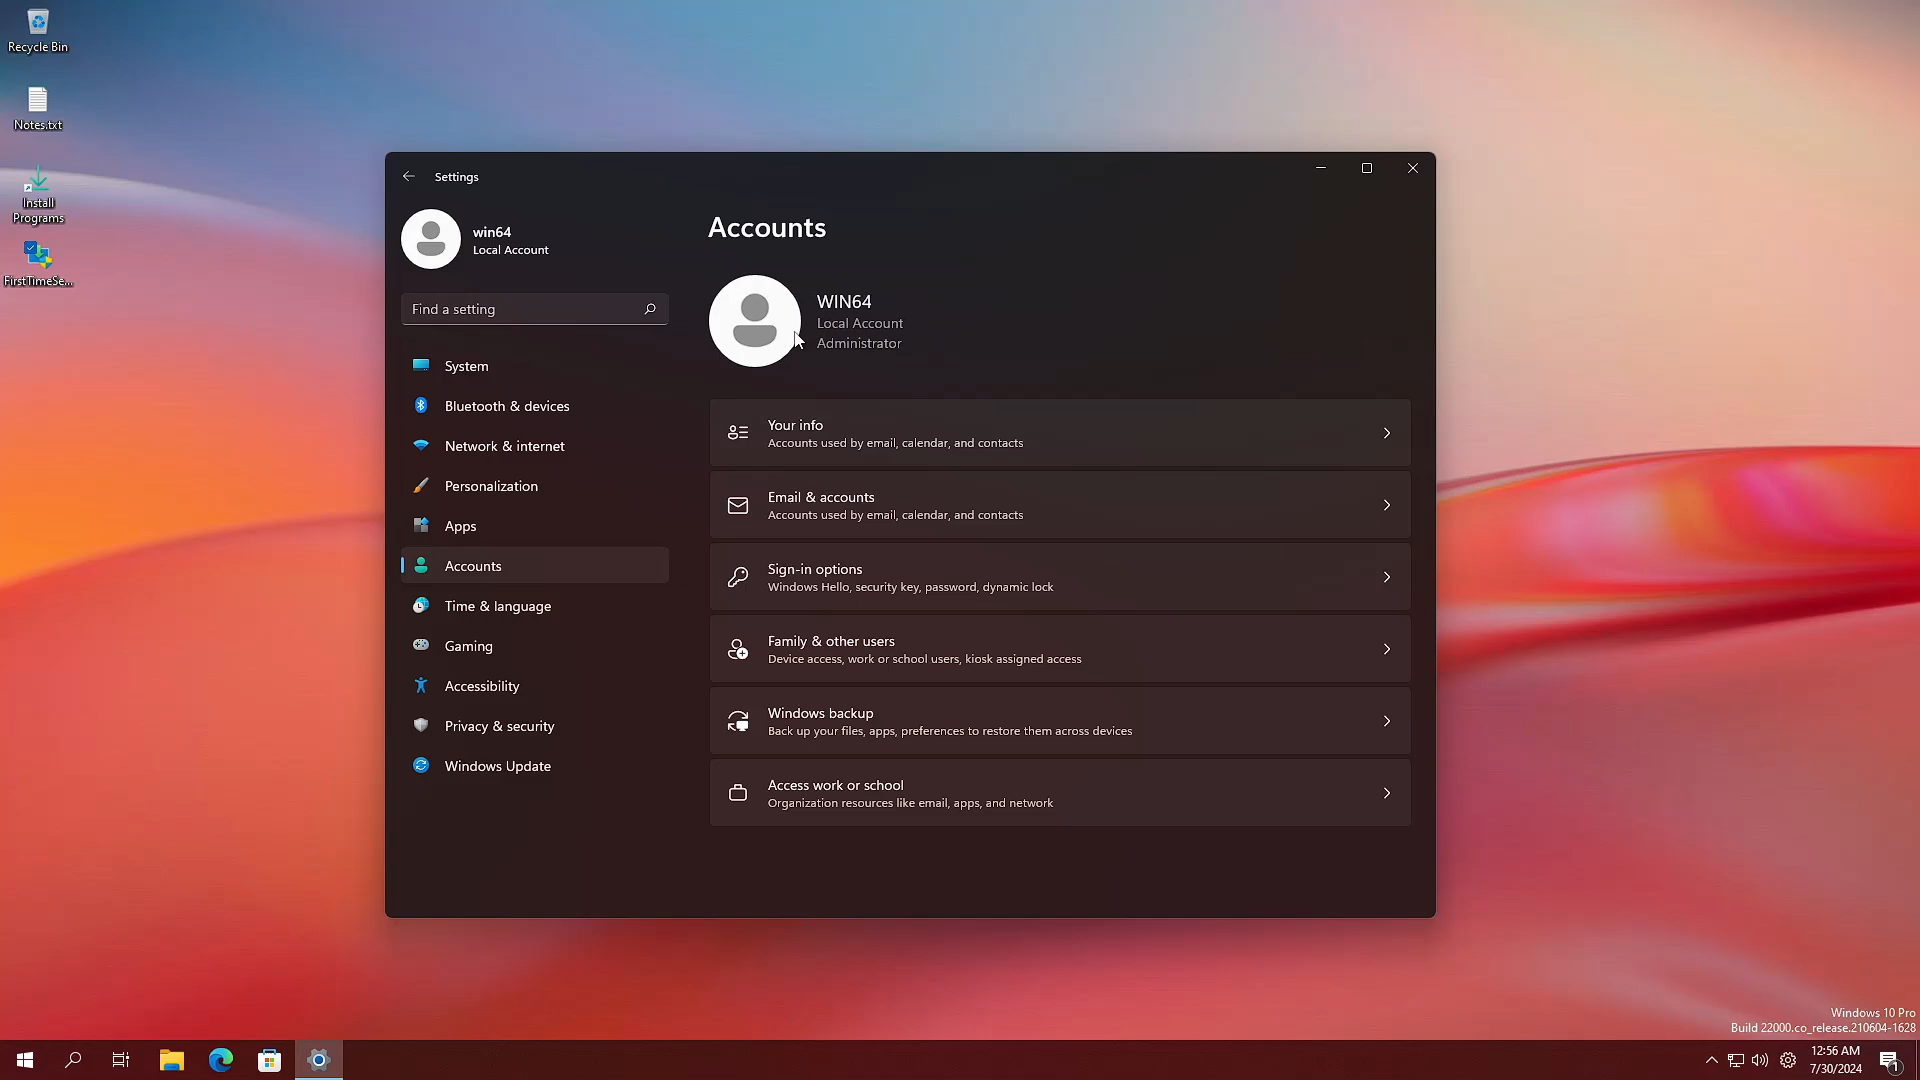 Recycle Bin
Notes.txt
Install
Programs
FirstTimeSe...
Settings
win64
Local Account
Find a setting
System
Bluetooth & devices
Network & internet
Personalization
Apps
Accounts
Time & language
Gaming
Accessibility
Privacy & security
Windows Update
Accounts
WIN64
Local Account
Administrator
Your info
Accounts used by email, calendar, and contacts
Email & accounts
Accounts used by email, calendar, and contacts
Sign-in options
Windows Hello, security key, password, dynamic lock
Family & other users
Device access, work or school users, kiosk assigned access
Windows backup
Back up your files, apps, preferences to restore them across devices
Access work or school
Organization resources like email, apps, and network
Windows 10 Pro
Build 22000.co_release.210604-1628
12:56 AM
7/30/2024
1